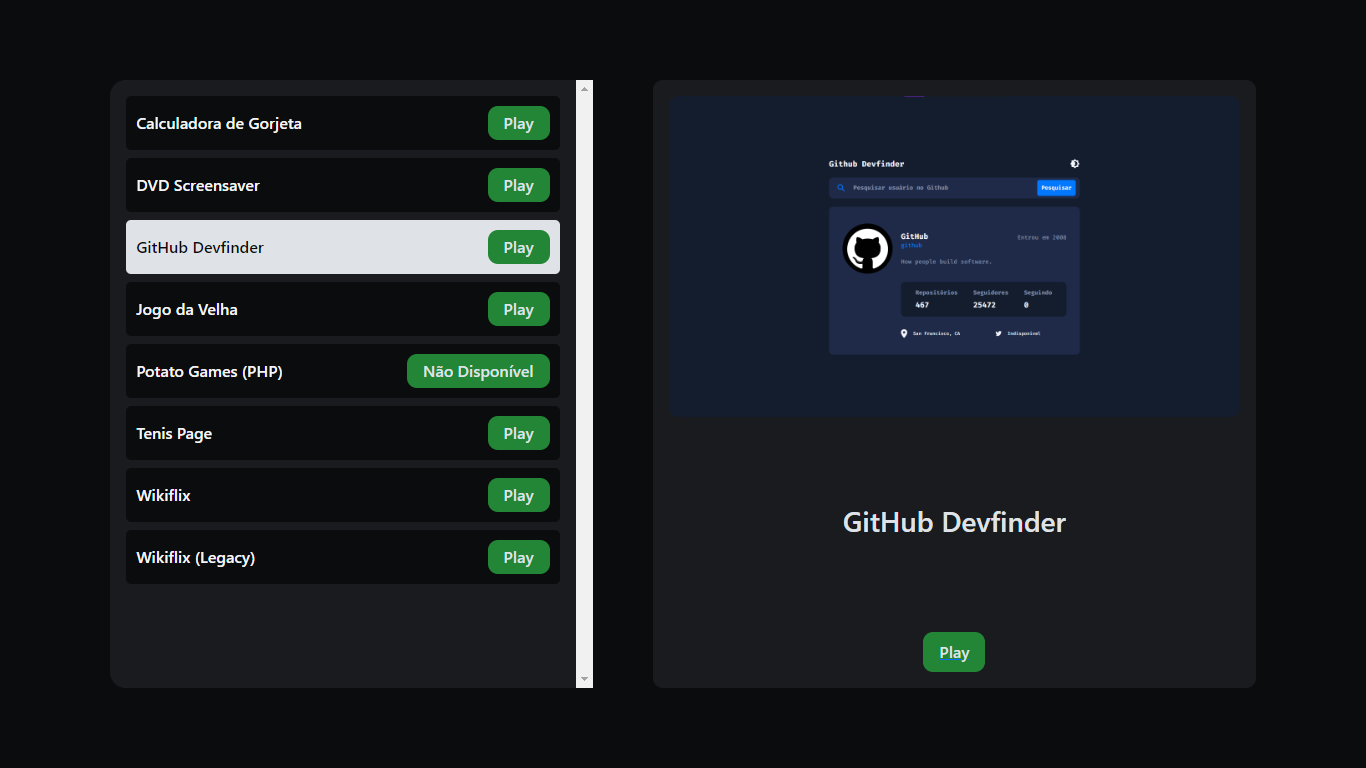 Calculadora de Gorjeta Play
DVD Screensaver Play
GitHub Devfinder Play
Jogo da Velha Play
Potato Games (PHP) Não Disponível
Tenis Page Play
Wikiflix Play
Wikiflix (Legacy) Play
Github Devfinder
Pesquisar usuário no Github Pesquisar
GitHub Entrou em 2008
github
How people build software.
Repositórios Seguidores Seguindo
467 25472 0
San Francisco, CA Indisponível
GitHub Devfinder
Play